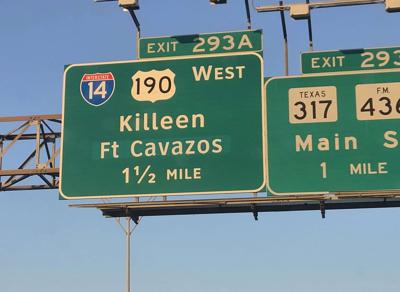 EXIT 293A
INTERSTATE
14
190
WEST
Killeen
Ft Cavazos
1½ MILE
EXIT 293
TEXAS
317
F.M.
436
Main
1 MILE